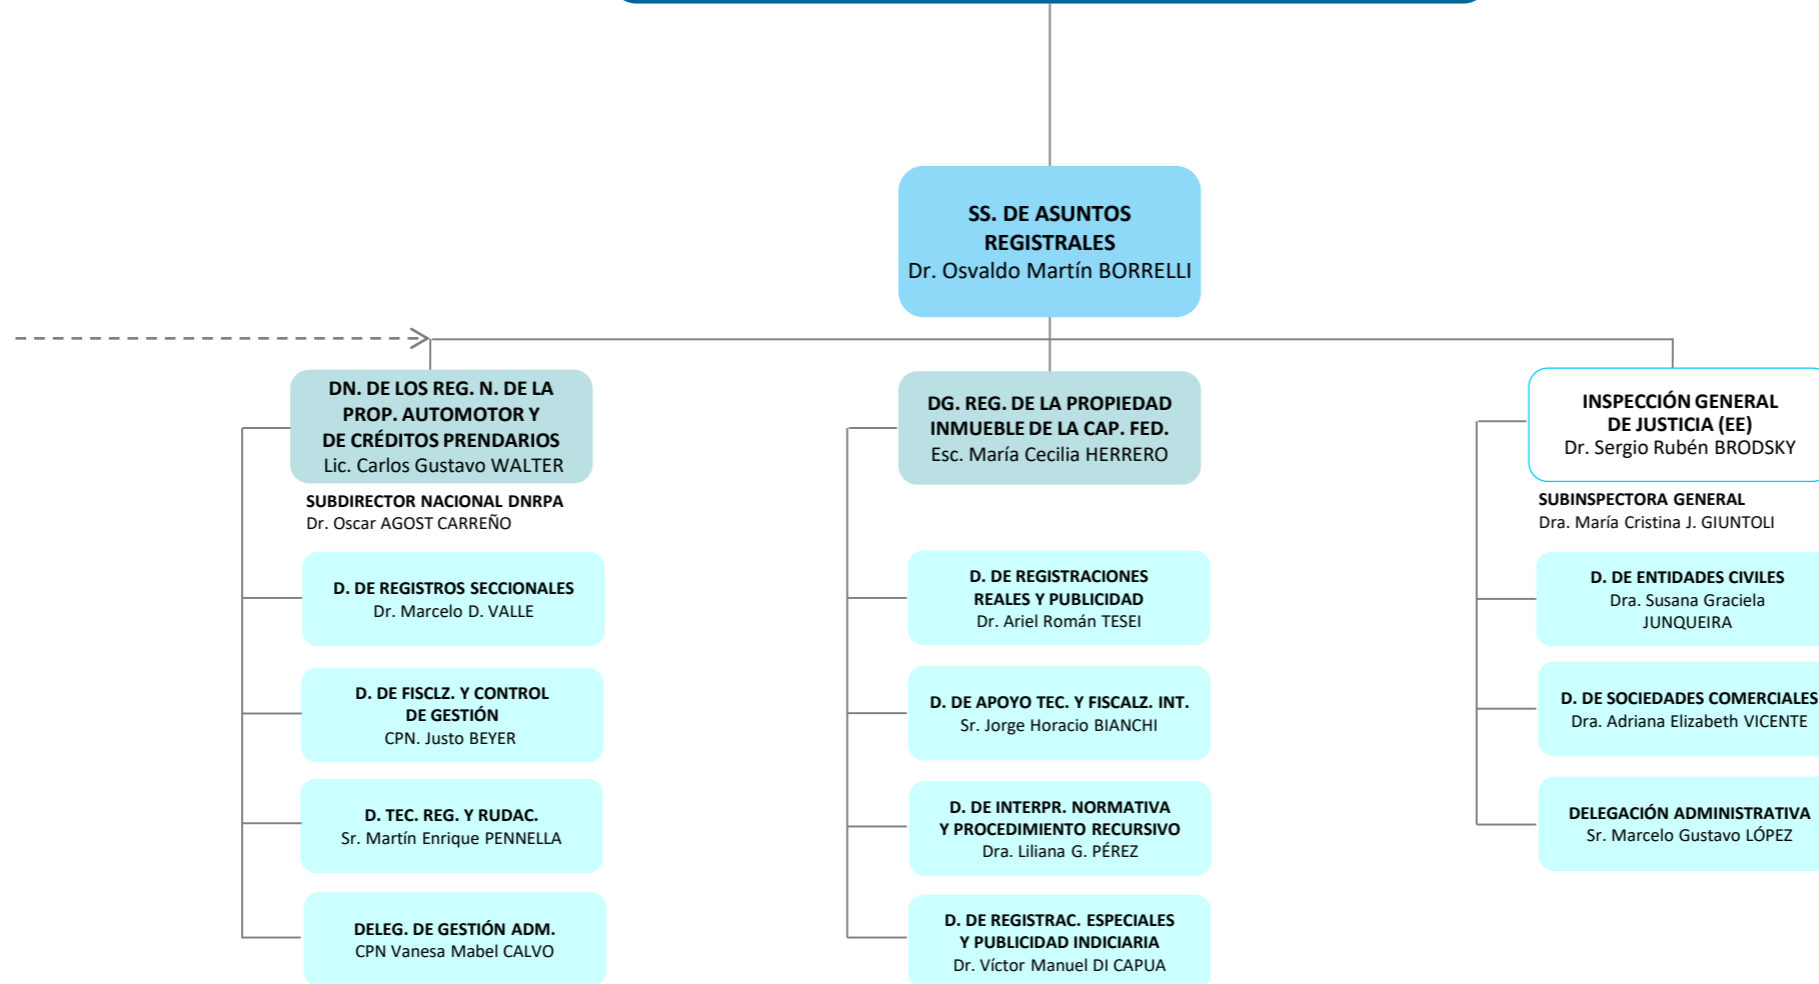 SS. DE ASUNTOS
REGISTRALES
Dr. Osvaldo Martín BORRELLI
DN. DE LOS REG. N. DE LA
PROP. AUTOMOTOR Y
DE CRÉDITOS PRENDARIOS
Lic. Carlos Gustavo WALTER
SUBDIRECTOR NACIONAL DNRPA
Dr. Oscar AGOST CARREÑO
D. DE REGISTROS SECCIONALES
Dr. Marcelo D. VALLE
D. DE FISCLZ. Y CONTROL
DE GESTIÓN
CPN. Justo BEYER
D. TEC. REG. Y RUDAC.
Sr. Martín Enrique PENNELLA
DELEG. DE GESTIÓN ADM.
CPN Vanesa Mabel CALVO
DG. REG. DE LA PROPIEDAD
INMUEBLE DE LA CAP. FED.
Esc. María Cecilia HERRERO
D. DE REGISTRACIONES
REALES Y PUBLICIDAD
Dr. Ariel Román TESEI
D. DE APOYO TEC. Y FISCALZ. INT.
Sr. Jorge Horacio BIANCHI
D. DE INTERPR. NORMATIVA
Y PROCEDIMIENTO RECURSIVO
Dra. Liliana G. PÉREZ
D. DE REGISTRAC. ESPECIALES
Y PUBLICIDAD INDICIARIA
Dr. Víctor Manuel DI CAPUA
INSPECCIÓN GENERAL
DE JUSTICIA (EE)
Dr. Sergio Rubén BRODSKY
SUBINSPECTORA GENERAL
Dra. María Cristina J. GIUNTOLI
D. DE ENTIDADES CIVILES
Dra. Susana Graciela
JUNQUEIRA
D. DE SOCIEDADES COMERCIALES
Dra. Adriana Elizabeth VICENTE
DELEGACIÓN ADMINISTRATIVA
Sr. Marcelo Gustavo LÓPEZ